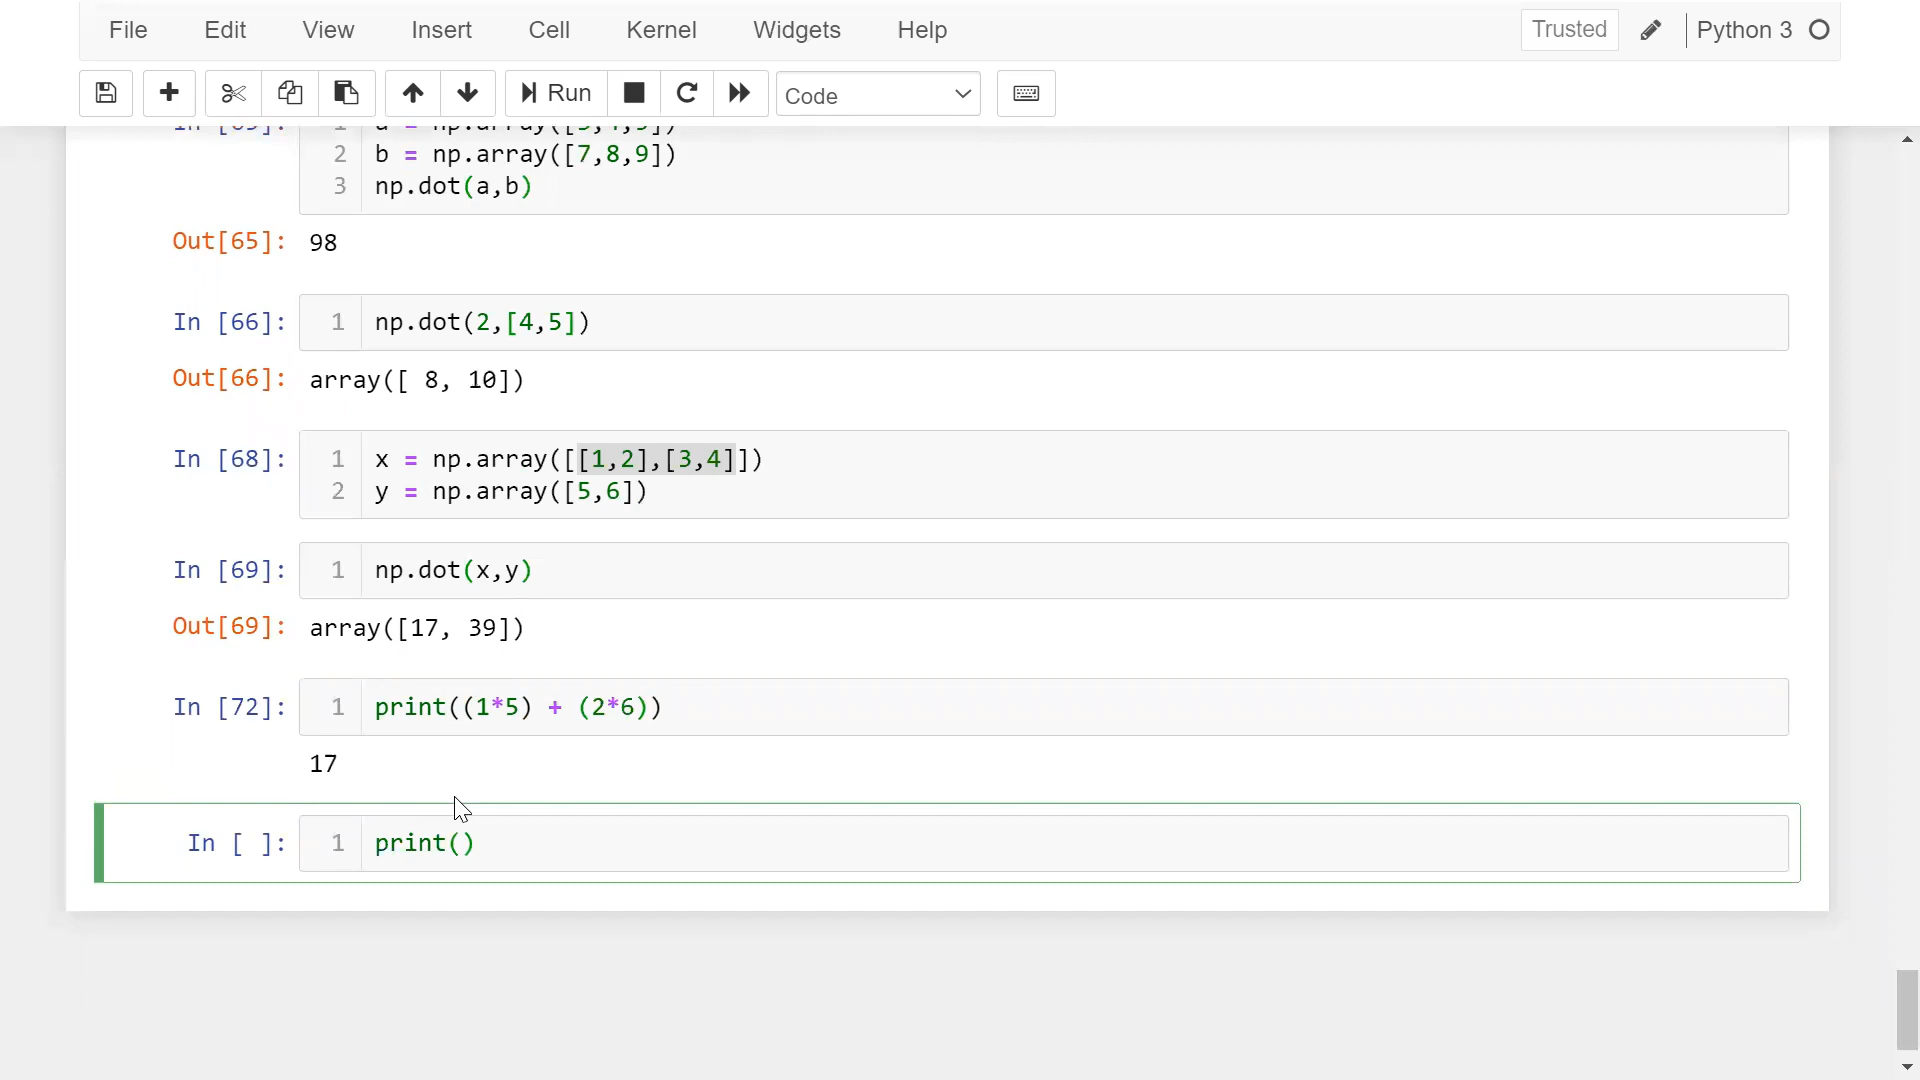 File Edit View Insert Cell Kernel Widgets Help Trusted Python 3
Run Code
2 b = np.array([7,8,9])
3 np.dot(a,b)
Out[65]: 98
In [66]: 1 np.dot(2,[4,5])
Out[66]: array([ 8, 10])
In [68]: 1 x = np.array([[1,2],[3,4]])
2 y = np.array([5,6])
In [69]: 1 np.dot(x,y)
Out[69]: array([17, 39])
In [72]: 1 print((1*5) + (2*6))
17
In [ ]: 1 print()